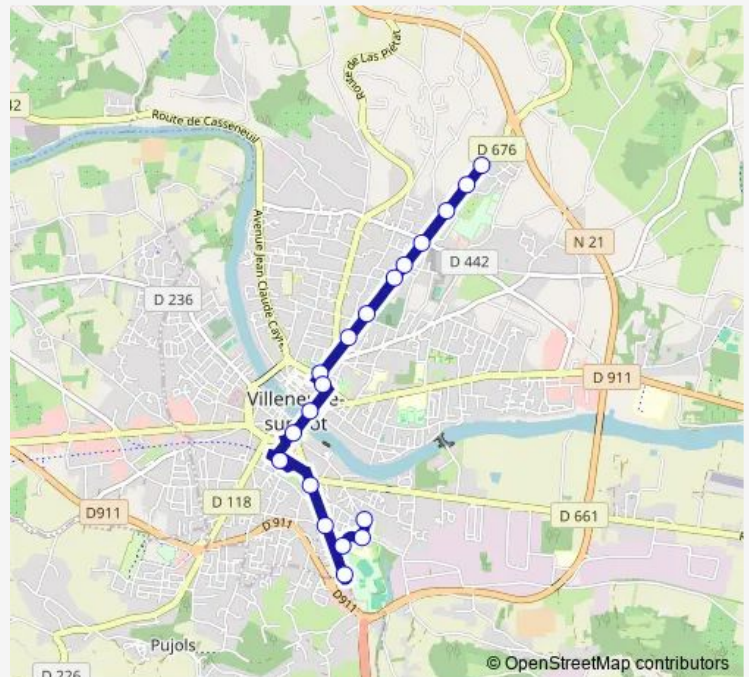 Route de Las Piétat
42
Route de Casseneuil
D 676
Avenue Jean Claude Cayre
N 21
D 442
D 236
D 911
Villeneuve-
sur-Lot
D 118
D911
D 911
D 661
D911
Pujols
D 226
© OpenStreetMap contributors